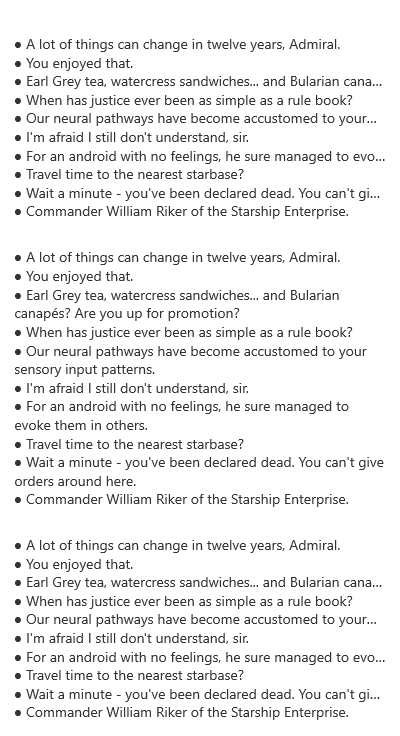 ● A lot of things can change in twelve years, Admiral.
● You enjoyed that.
● Earl Grey tea, watercress sandwiches... and Bularian cana...
● When has justice ever been as simple as a rule book?
● Our neural pathways have become accustomed to your...
● I'm afraid I still don't understand, sir.
● For an android with no feelings, he sure managed to evo...
● Travel time to the nearest starbase?
● Wait a minute - you've been declared dead. You can't gi...
● Commander William Riker of the Starship Enterprise.
● A lot of things can change in twelve years, Admiral.
● You enjoyed that.
● Earl Grey tea, watercress sandwiches... and Bularian
canapés? Are you up for promotion?
● When has justice ever been as simple as a rule book?
● Our neural pathways have become accustomed to your
sensory input patterns.
● I'm afraid I still don't understand, sir.
● For an android with no feelings, he sure managed to
evoke them in others.
● Travel time to the nearest starbase?
● Wait a minute - you've been declared dead. You can't give
orders around here.
● Commander William Riker of the Starship Enterprise.
● A lot of things can change in twelve years, Admiral.
● You enjoyed that.
● Earl Grey tea, watercress sandwiches... and Bularian cana...
● When has justice ever been as simple as a rule book?
● Our neural pathways have become accustomed to your...
● I'm afraid I still don't understand, sir.
● For an android with no feelings, he sure managed to evo...
● Travel time to the nearest starbase?
● Wait a minute - you've been declared dead. You can't gi...
● Commander William Riker of the Starship Enterprise.